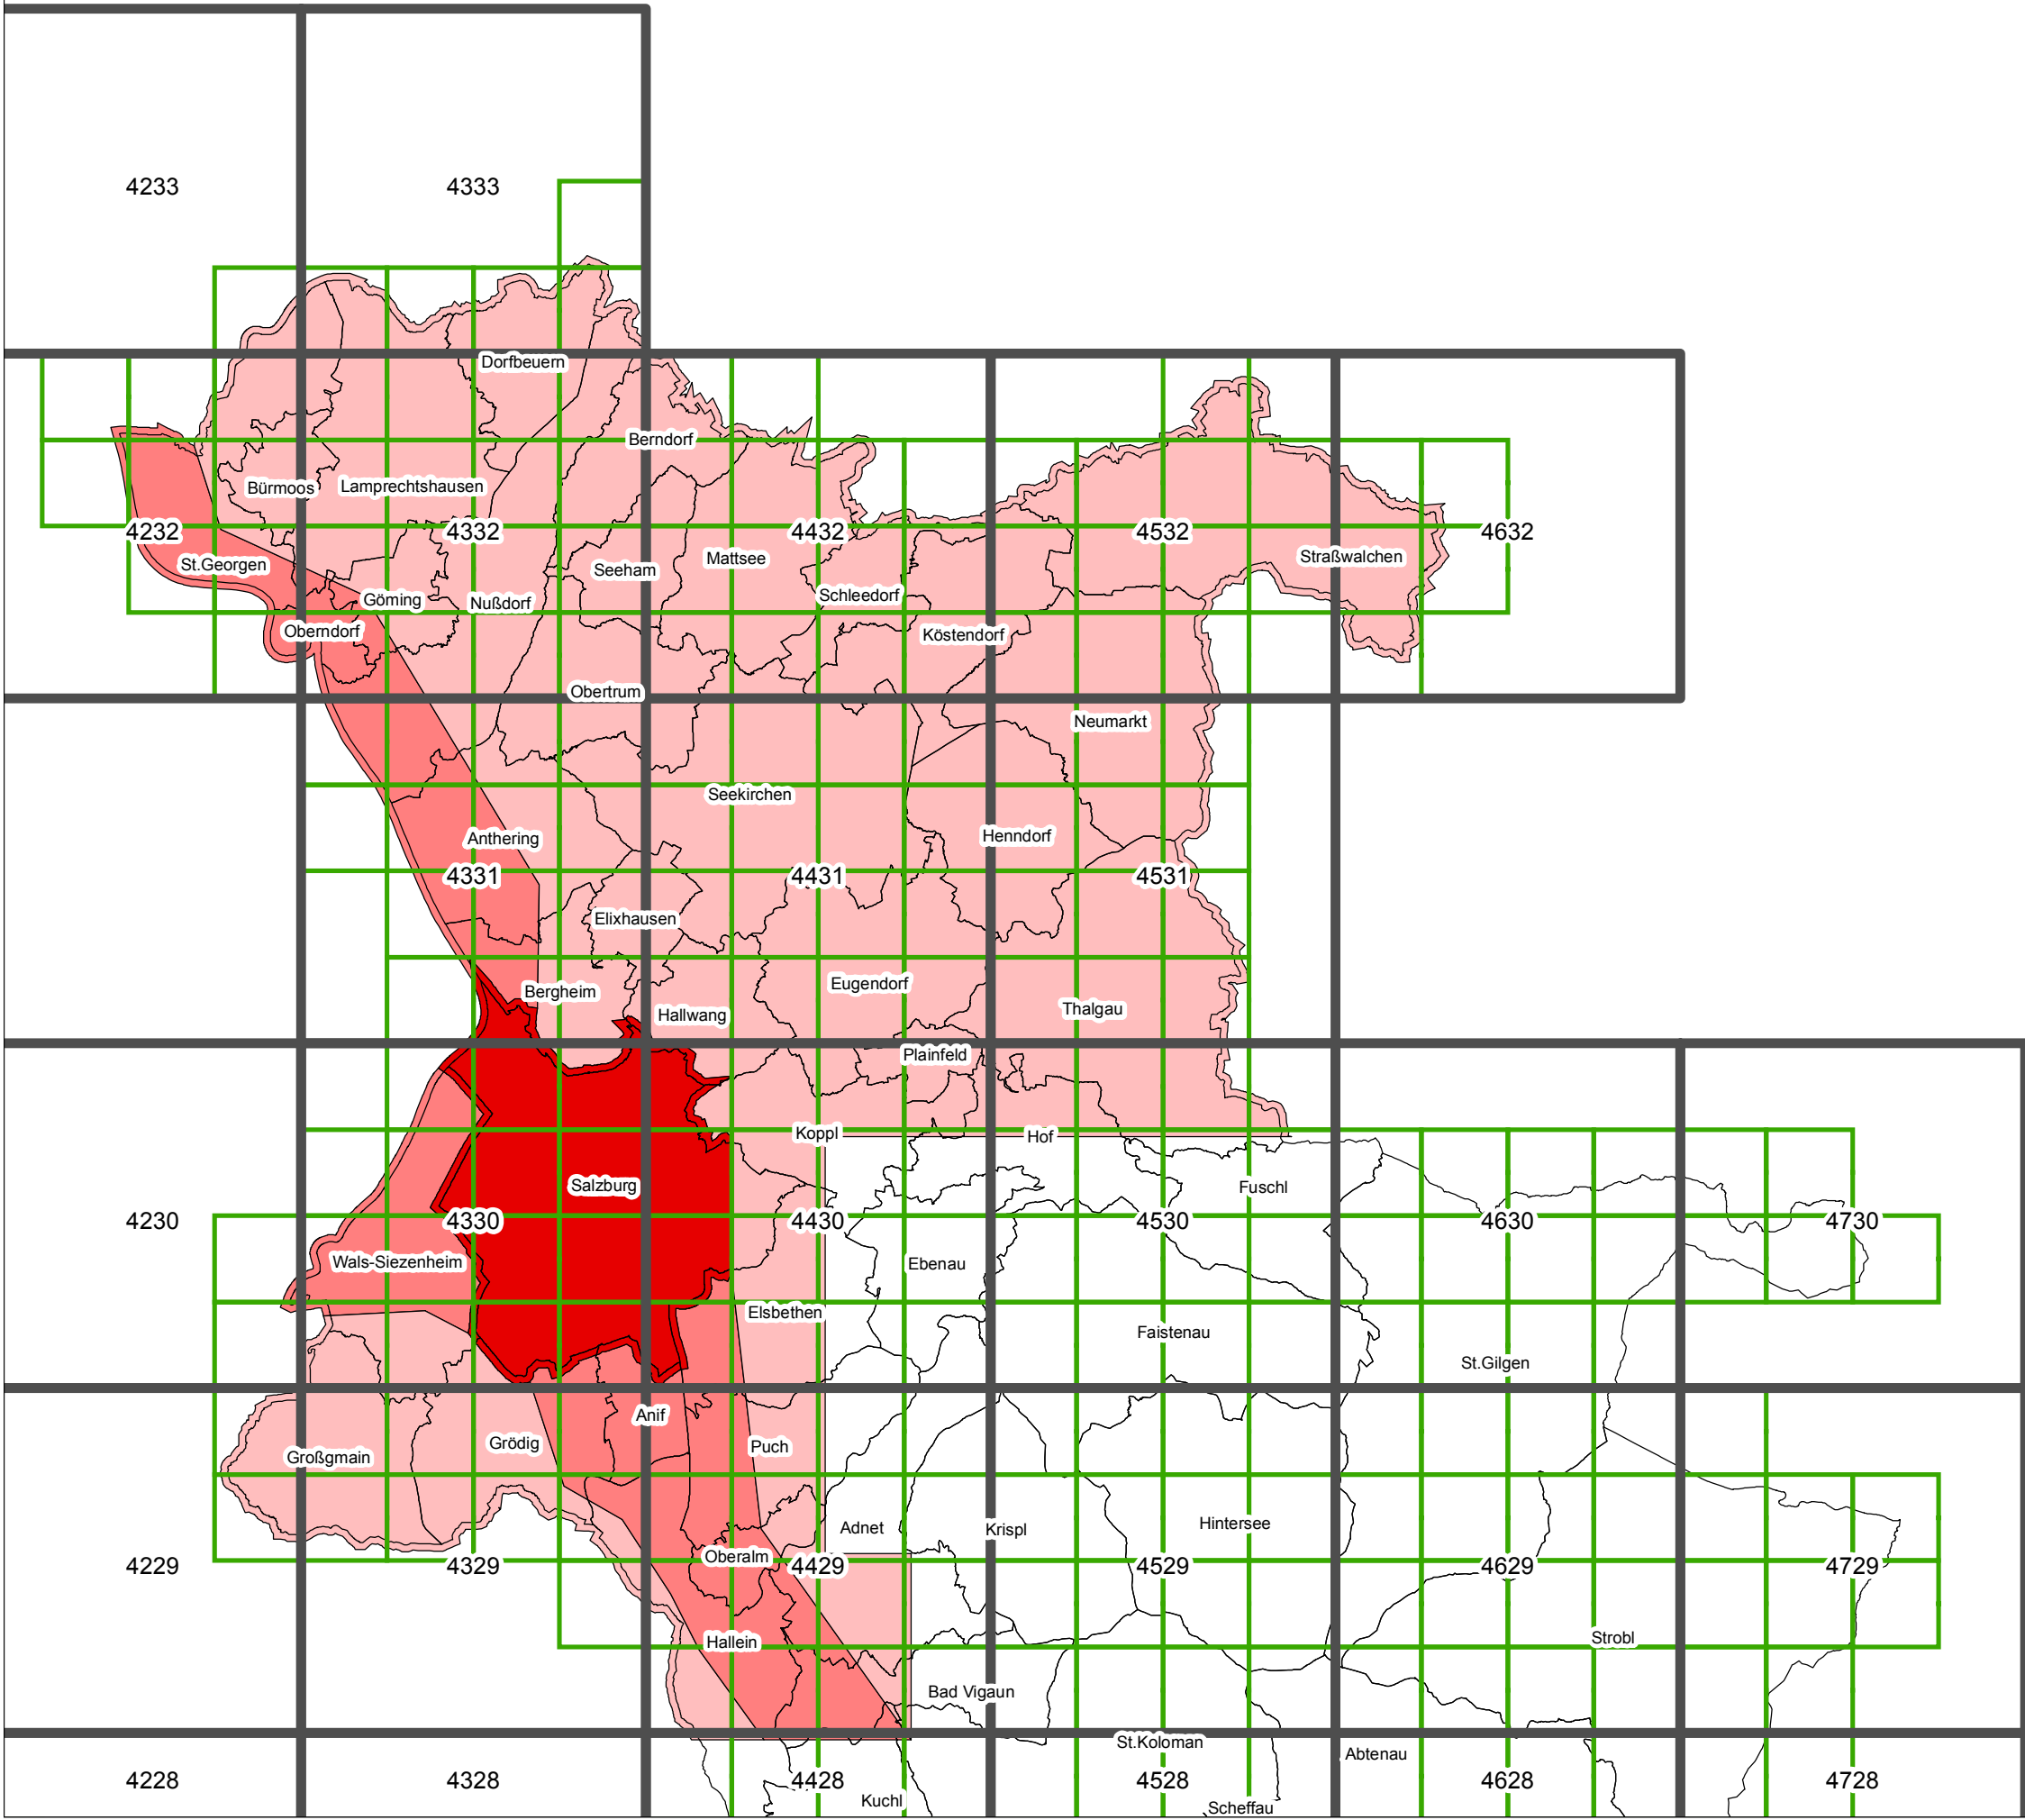 4233
4333
Dorfbeuern
Berndorf
Bürmoos
Lamprechtshausen
4232
4332
4432
4532
4632
St.Georgen
Seeham
Mattsee
Straßwalchen
Göming
Nußdorf
Schleedorf
Oberndorf
Köstendorf
Obertrum
Neumarkt
Seekirchen
Anthering
Henndorf
4331
4431
4531
Elixhausen
Bergheim
Eugendorf
Hallwang
Thalgau
Plainfeld
Koppl
Hof
Salzburg
Fuschl
4230
4330
4430
4530
4630
4730
Wals-Siezenheim
Ebenau
Elsbethen
Faistenau
St.Gilgen
Anif
Grödig
Puch
Großgmain
Adnet
Krispl
Hintersee
Oberalm
4229
4329
4429
4529
4629
4729
Hallein
Strobl
Bad Vigaun
St.Koloman
Abtenau
4228
4328
4428
4528
4628
4728
Kuchl
Scheffau